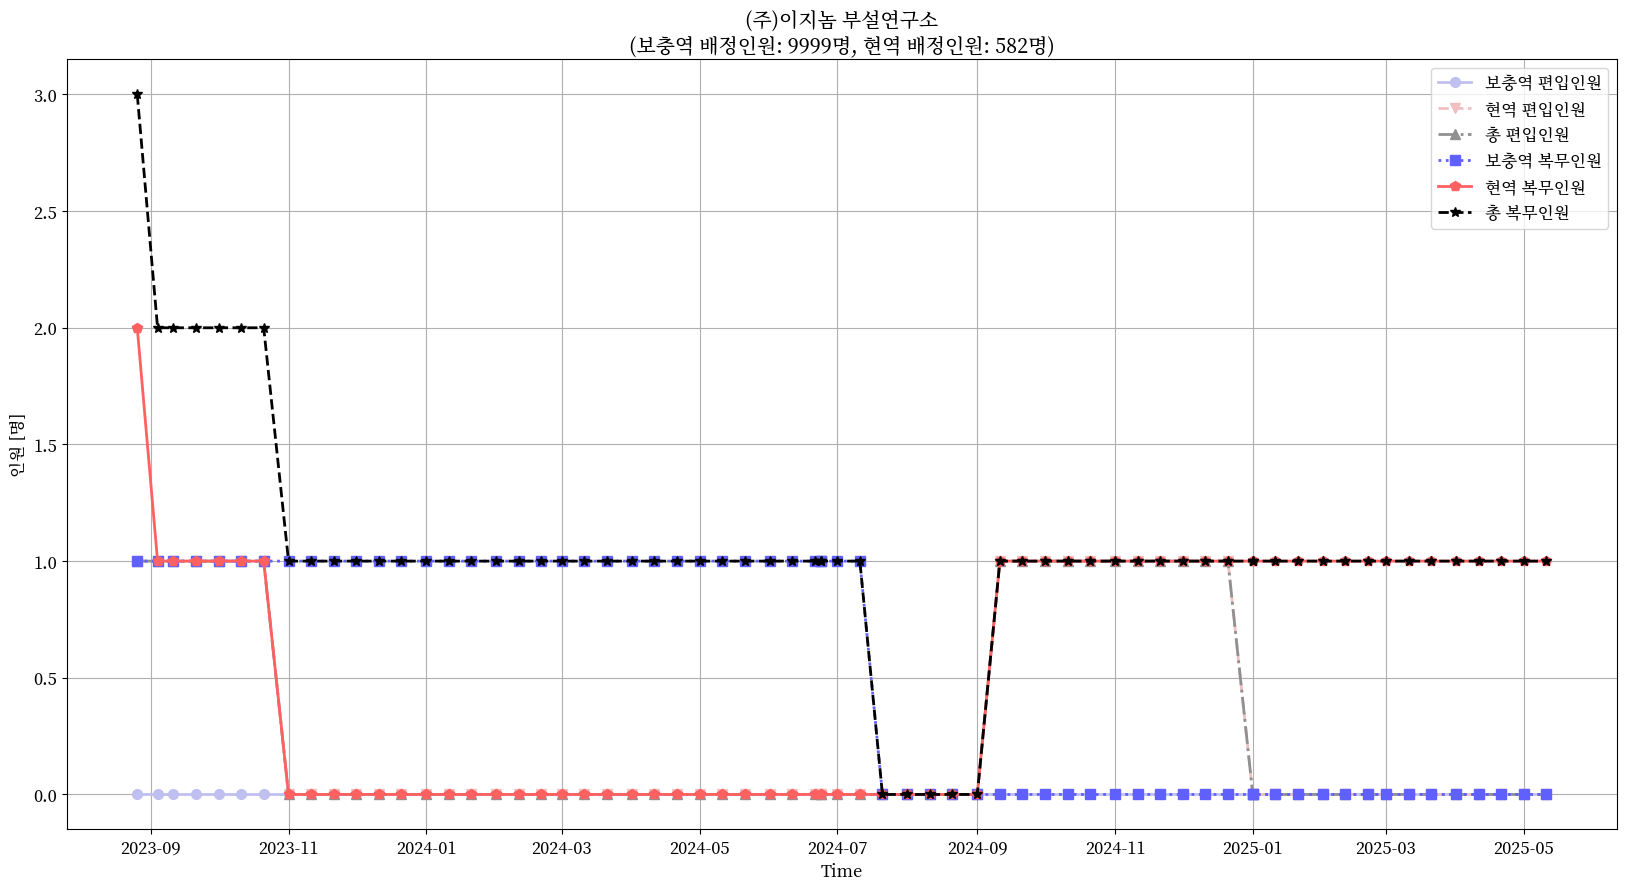 (주)이지놈 부설연구소
(보충역 배정인원: 9999명, 현역 배정인원: 582명)
보충역 편입인원
현역 편입인원
총 편입인원
보충역 복무인원
현역 복무인원
총 복무인원
인원 [명]
3.0
2.5
2.0
1.5
1.0
0.5
0.0
2023-09
2023-11
2024-01
2024-03
2024-05
2024-07
2024-09
2024-11
2025-01
2025-03
2025-05
Time